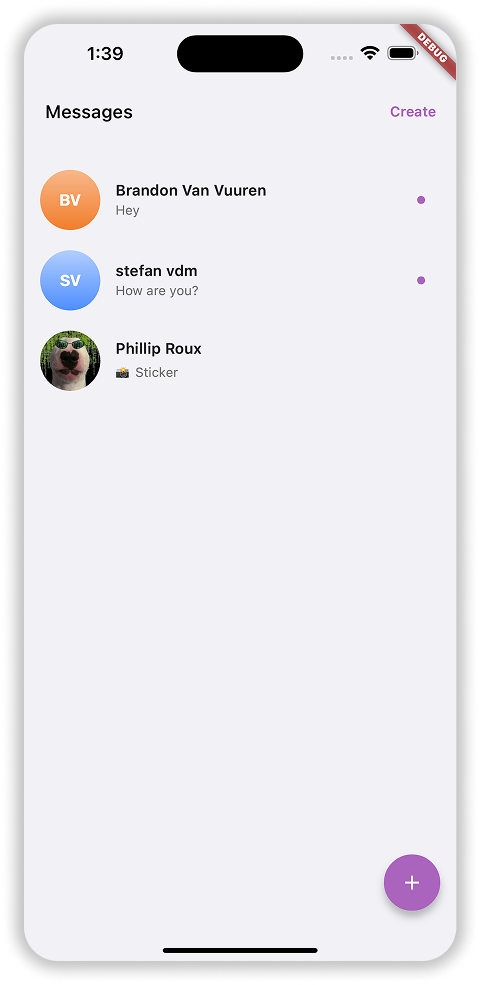 1:39
DEBUG
Messages
Create
BV
Brandon Van Vuuren
Hey
SV
stefan vdm
How are you?
Phillip Roux
📸 Sticker
+